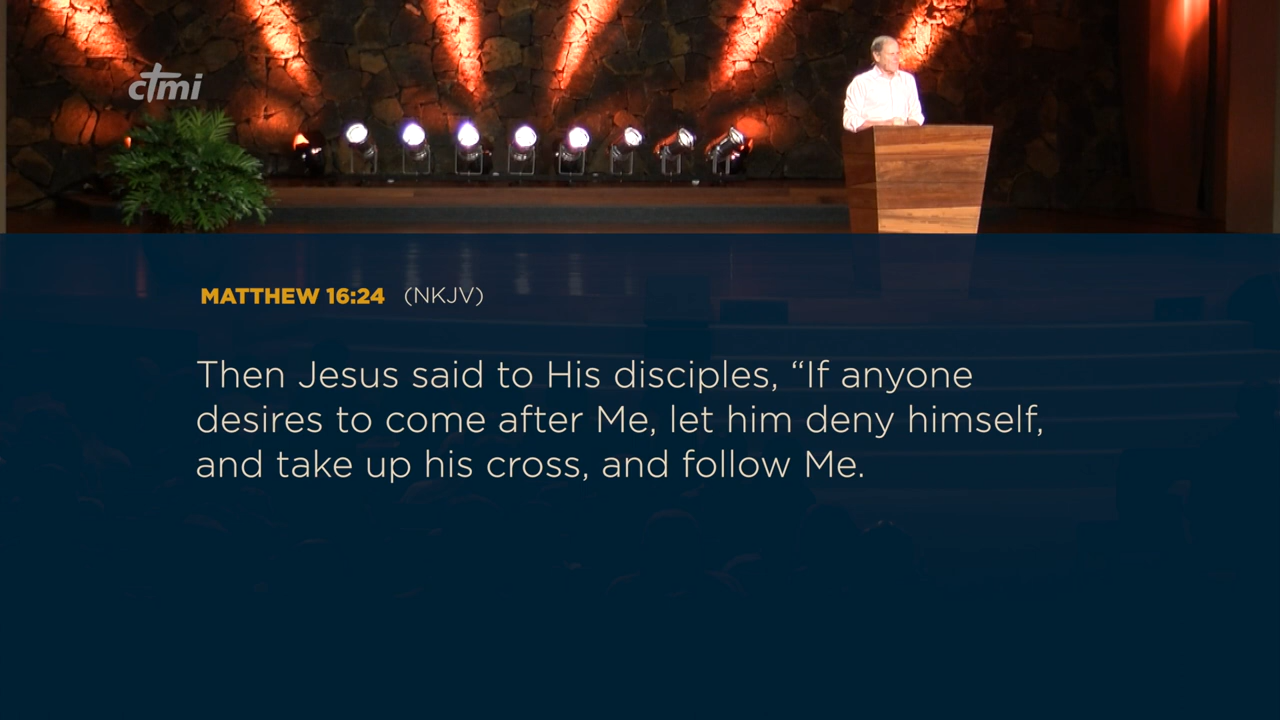 ctmi
MATTHEW 16:24 (NKJV)
Then Jesus said to His disciples, “If anyone
desires to come after Me, let him deny himself,
and take up his cross, and follow Me.